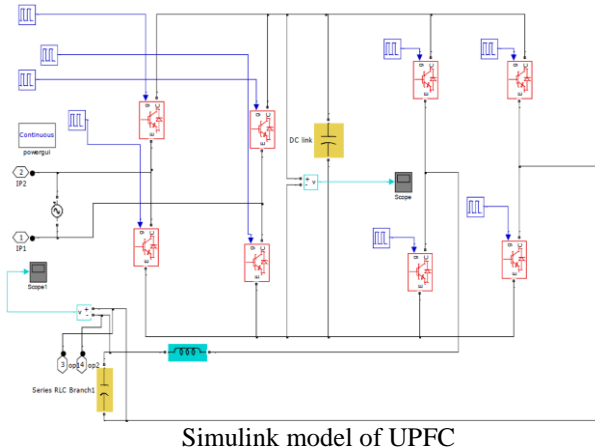 g C
E
g C
E
g C
E
g C
E
DC link
+
-
v
Scope
Continuous
powergui
2
IP2
g C
E
g C
E
g C
E
g C
E
1
IP1
Scope1
v
+
-
3 op1 4 op2
Series RLC Branch1
Simulink model of UPFC